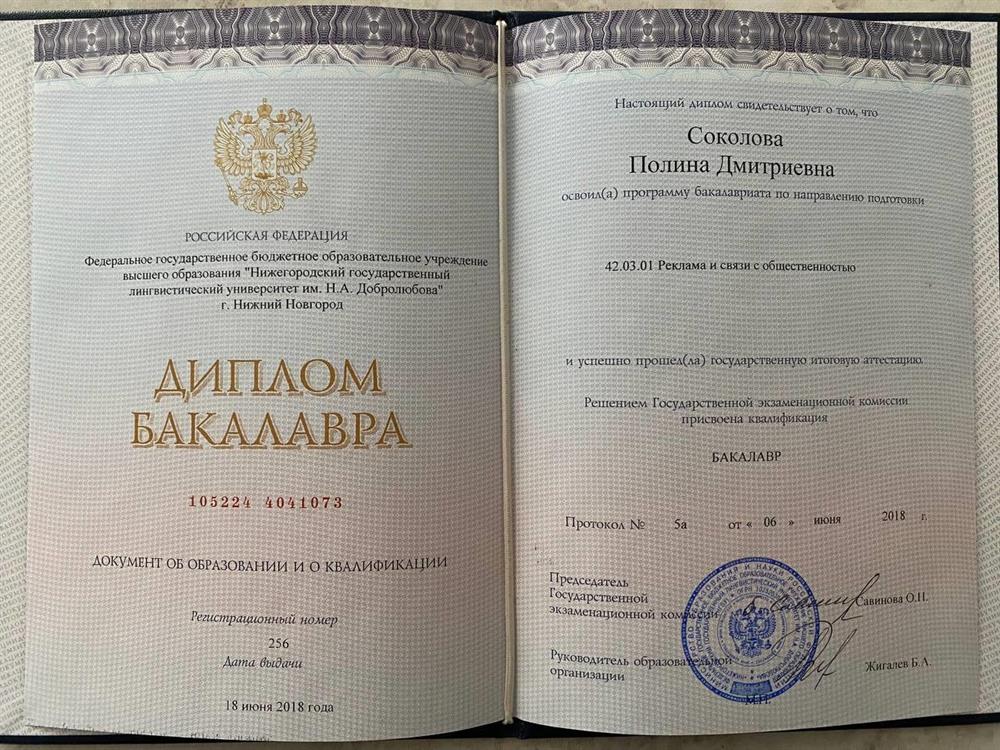 РОССИЙСКАЯ ФЕДЕРАЦИЯ
Федеральное государственное бюджетное образовательное учреждение
высшего образования "Нижегородский государственный
лингвистический университет им. Н.А. Добролюбова"
г. Нижний Новгород
ДИПЛОМ
БАКАЛАВРА
105224 4041073
ДОКУМЕНТ ОБ ОБРАЗОВАНИИ И О КВАЛИФИКАЦИИ
Регистрационный номер
256
Дата выдачи
18 июня 2018 года
Настоящий диплом свидетельствует о том, что
Соколова
Полина Дмитриевна
освоил(а) программу бакалавриата по направлению подготовки
42.03.01 Реклама и связи с общественностью
и успешно прошел(ла) государственную итоговую аттестацию.
Решением Государственной экзаменационной комиссии
присвоена квалификация
БАКАЛАВР
Протокол № 5а от « 06 » июня 2018 г.
Председатель
Государственной
экзаменационной комиссии Савинова О.Н.
Руководитель образовательной
организации Жигалев Б.А.
М.П.